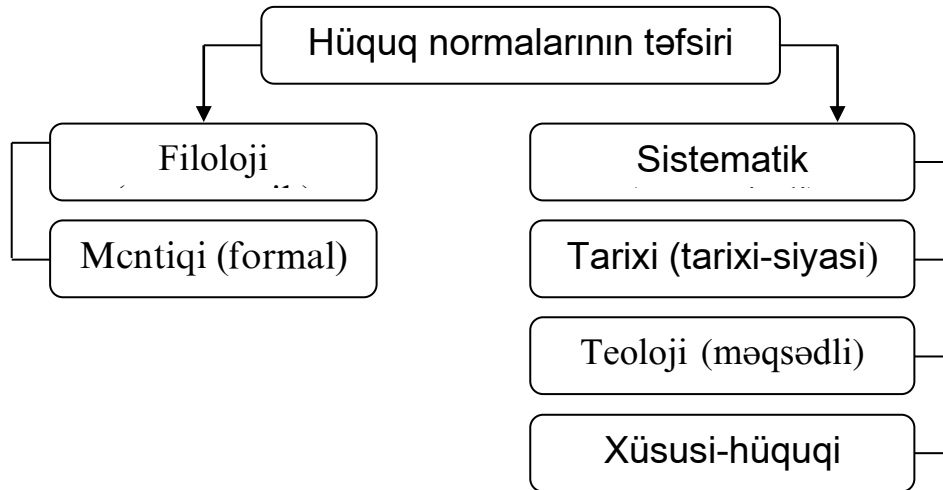 Hüquq normalarının təfsiri
Filoloji
Sistematik
Mcntiqi (formal)
Tarixi (tarixi-siyasi)
Teoloji (məqsədli)
Xüsusi-hüquqi